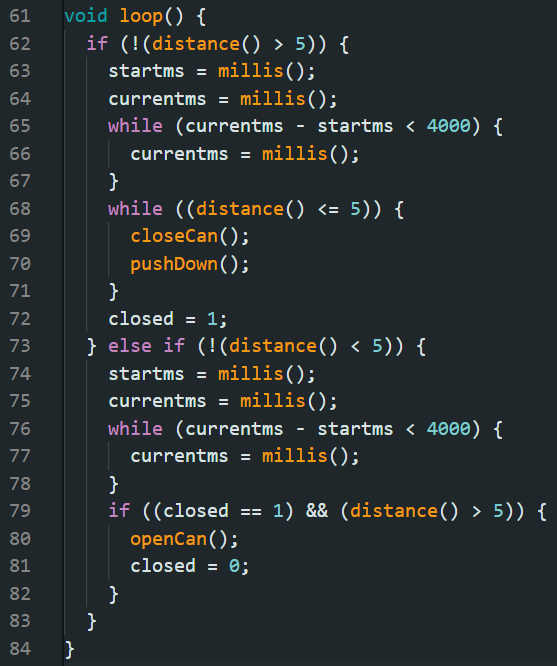 61 void loop() {
62   if (!(distance() > 5)) {
63     startms = millis();
64     currentms = millis();
65     while (currentms - startms < 4000) {
66       currentms = millis();
67     }
68     while ((distance() <= 5)) {
69       closeCan();
70       pushDown();
71     }
72     closed = 1;
73   } else if (!(distance() < 5)) {
74     startms = millis();
75     currentms = millis();
76     while (currentms - startms < 4000) {
77       currentms = millis();
78     }
79     if ((closed == 1) && (distance() > 5)) {
80       openCan();
81       closed = 0;
82     }
83   }
84 }